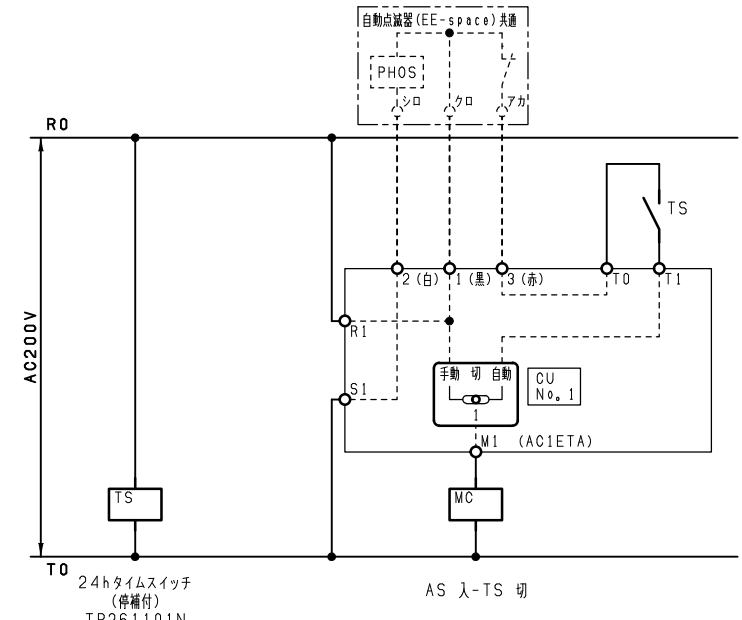 自動点滅器(EE-space)共通
PHOS
シロ
クロ
アカ
R0
TS
2(白)
1(黒)
3(赤)
T0
T1
R1
AC200V
手動 切 自動
CU
No. 1
S1
1
M1 (AC1ETA)
TS
MC
T0
24hタイムスイッチ
(停補付)
AS 入-TS 切
TB261101N